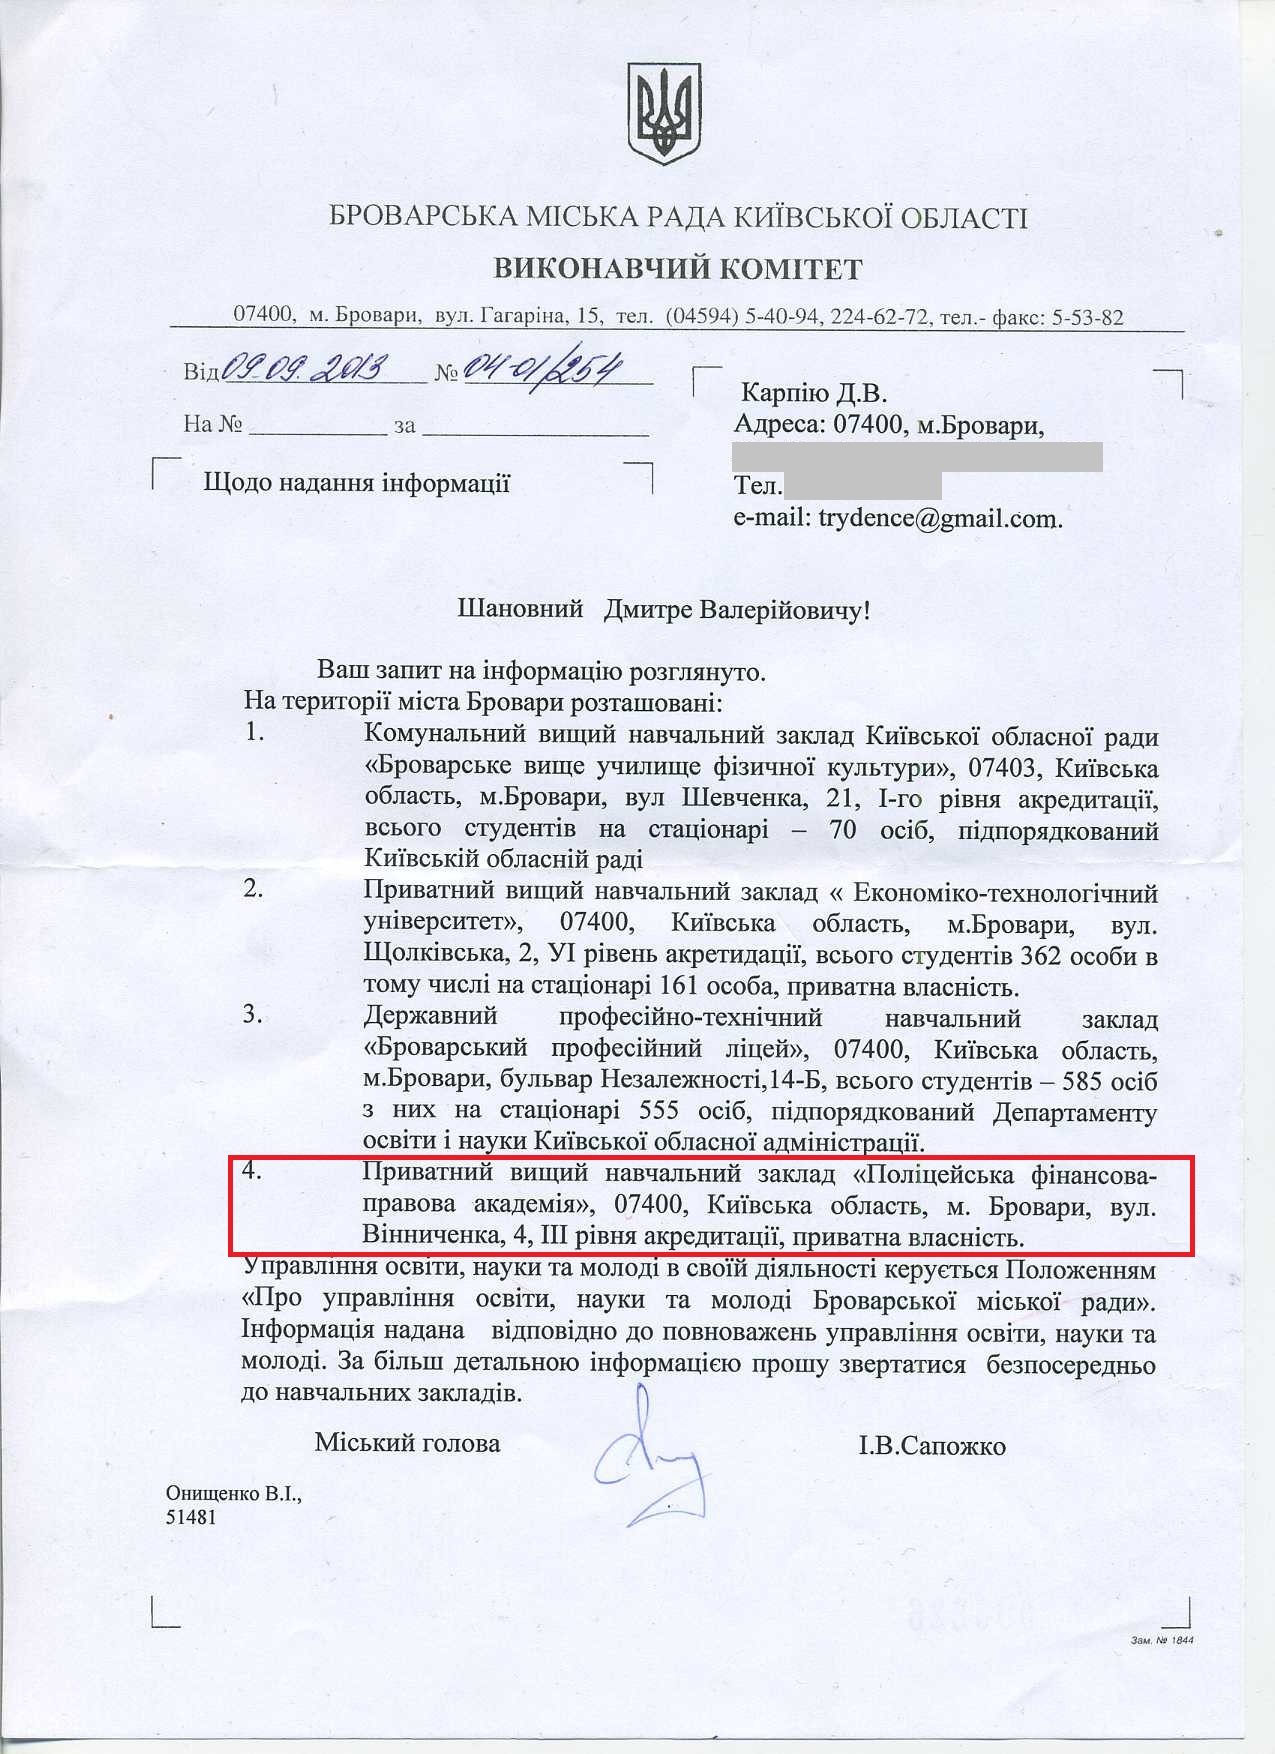 БРОВАРСЬКА МІСЬКА РАДА КИЇВСЬКОЇ ОБЛАСТІ
ВИКОНАВЧИЙ КОМІТЕТ
07400, м. Бровари, вул. Гагаріна, 15, тел. (04594) 5-40-94, 224-62-72, тел.- факс: 5-53-82
Від 09.09.2013 № 04-01/254
На № ___________ за __________________
Щодо надання інформації
Карпію Д.В.
Адреса: 07400, м.Бровари,
Тел.
e-mail: trydence@gmail.com.
Шановний Дмитре Валерійовичу!
Ваш запит на інформацію розглянуто.
На території міста Бровари розташовані:
1. Комунальний вищий навчальний заклад Київської обласної ради
«Броварське вище училище фізичної культури», 07403, Київська
область, м.Бровари, вул Шевченка, 21, І-го рівня акредитації,
всього студентів на стаціонарі – 70 осіб, підпорядкований
Київській обласній раді
2. Приватний вищий навчальний заклад « Економіко-технологічний
університет», 07400, Київська область, м.Бровари, вул.
Щолківська, 2, УІ рівень акретидації, всього студентів 362 особи в
тому числі на стаціонарі 161 особа, приватна власність.
3. Державний професійно-технічний навчальний заклад
«Броварський професійний ліцей», 07400, Київська область,
м.Бровари, бульвар Незалежності,14-Б, всього студентів – 585 осіб
з них на стаціонарі 555 осіб, підпорядкований Департаменту
освіти і науки Київської обласної адміністрації.
4. Приватний вищий навчальний заклад «Поліцейська фінансова-
правова академія», 07400, Київська область, м. Бровари, вул.
Вінниченка, 4, ІІІ рівня акредитації, приватна власність.
Управління освіти, науки та молоді в своїй діяльності керується Положенням
«Про управління освіти, науки та молоді Броварської міської ради».
Інформація надана відповідно до повноважень управління освіти, науки та
молоді. За більш детальною інформацією прошу звертатися безпосередньо
до навчальних закладів.
Міський голова І.В.Сапожко
Онищенко В.І.,
51481
Зам. № 1844